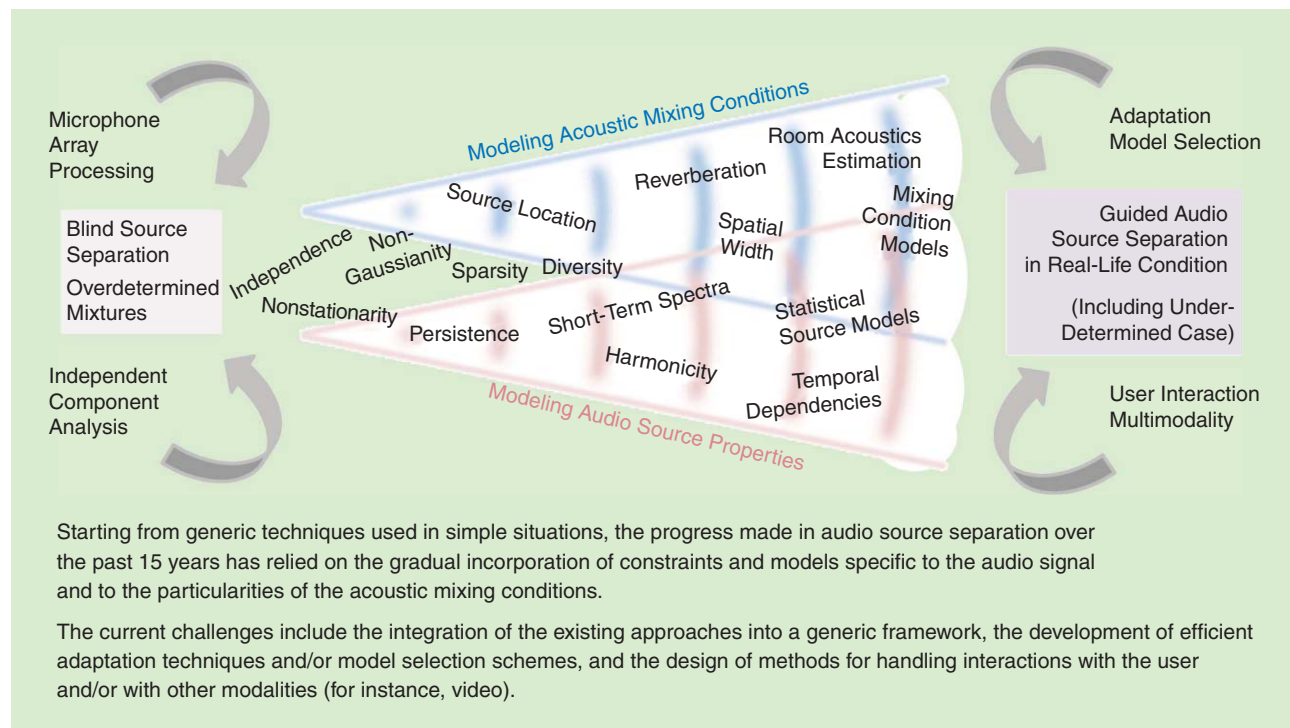 Microphone
Array
Processing
Blind Source
Separation
Overdetermined
Mixtures
Independent
Component
Analysis
Modeling Acoustic Mixing Conditions
Source Location
Reverberation
Room Acoustics
Estimation
Mixing
Condition
Models
Spatial
Width
Independence
Non-
Gaussianity
Sparsity
Diversity
Nonstationarity
Persistence
Short-Term Spectra
Harmonicity
Statistical
Source Models
Temporal
Dependencies
Modeling Audio Source Properties
Adaptation
Model Selection
Guided Audio
Source Separation
in Real-Life Condition
(Including Under-
Determined Case)
User Interaction
Multimodality
Starting from generic techniques used in simple situations, the progress made in audio source separation over
the past 15 years has relied on the gradual incorporation of constraints and models specific to the audio signal
and to the particularities of the acoustic mixing conditions.
The current challenges include the integration of the existing approaches into a generic framework, the development of efficient
adaptation techniques and/or model selection schemes, and the design of methods for handling interactions with the user
and/or with other modalities (for instance, video).